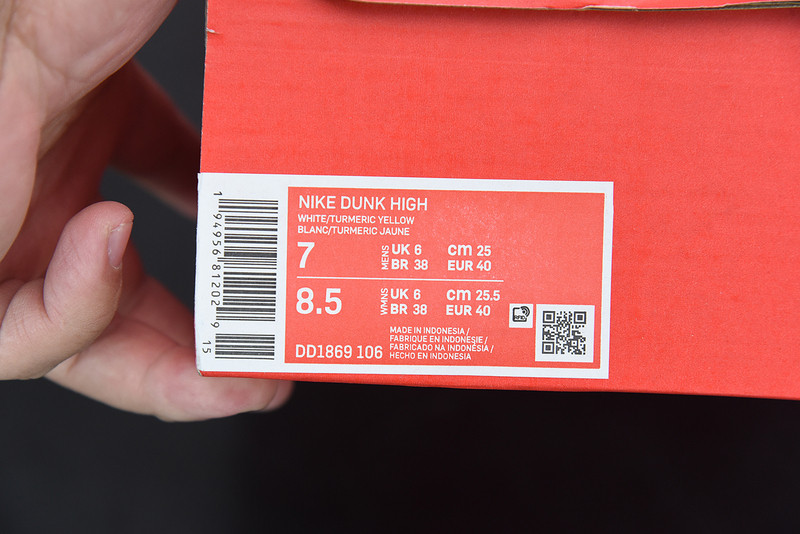 NIKE DUNK HIGH
WHITE/TURMERIC YELLOW
BLANC/TURMERIC JAUNE
7 MENS UK 6 cm 25
BR 38 EUR 40
8.5 WMNS UK 6 cm 25.5
BR 38 EUR 40
DD1869 106
MADE IN INDONESIA /
FABRIQUE EN INDONÉSIE /
FABRICADO NA INDONÉSIA /
HECHO EN INDONESIA
1 94956 81202 9 15